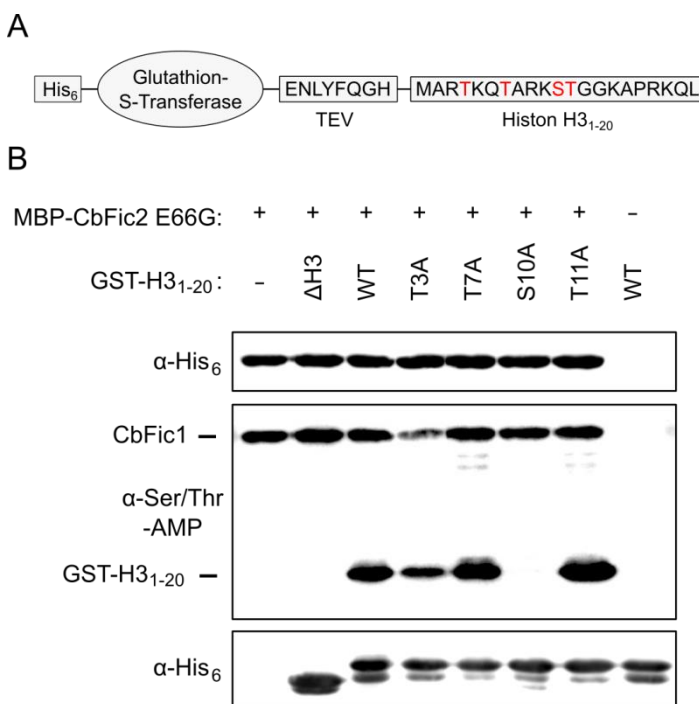 A
His6
Glutathion-
S-Transferase
ENLYFQGH
MARTKQTARKSTGGKAPRKQL
TEV
Histon H31-20
B
MBP-CbFic2 E66G: + + + + + + + –
GST-H31-20: – ΔH3 WT T3A T7A S10A T11A WT
α-His6
CbFic1 –
α-Ser/Thr
-AMP
GST-H31-20 –
α-His6